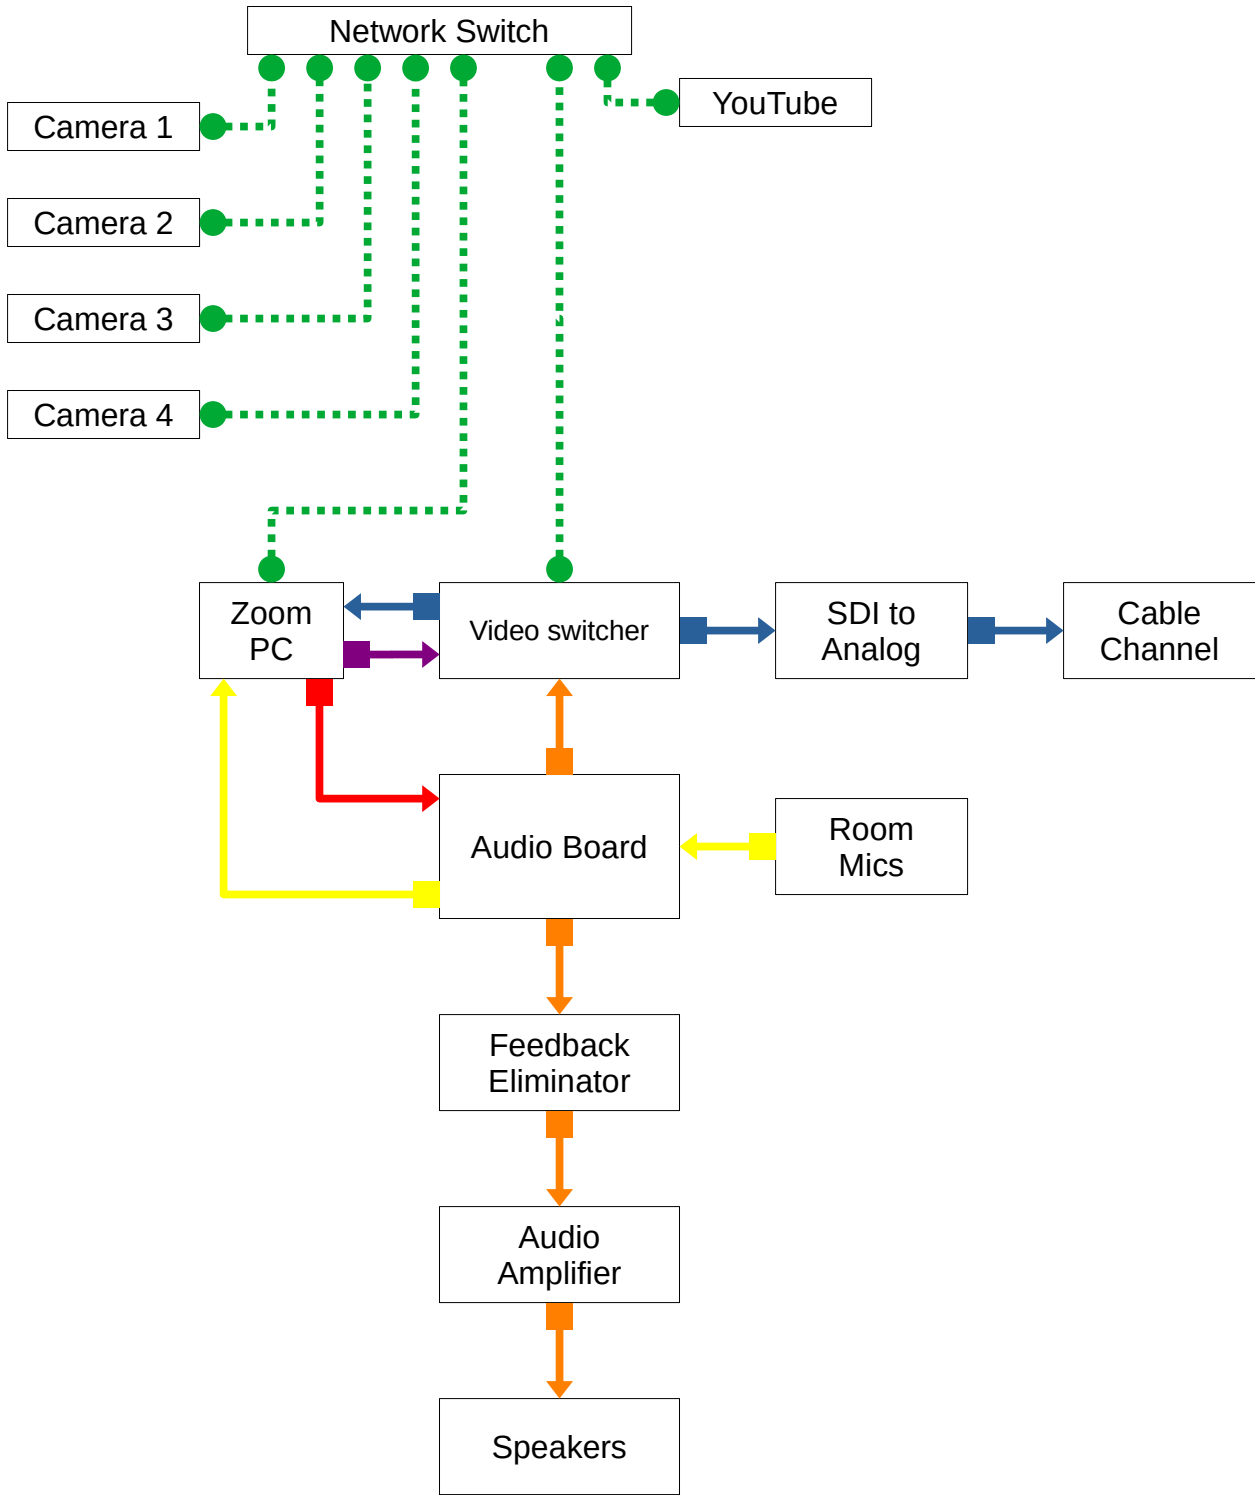 Network Switch
YouTube
Camera 1
Camera 2
Camera 3
Camera 4
Zoom
PC
Video switcher
SDI to
Analog
Cable
Channel
Audio Board
Room
Mics
Feedback
Eliminator
Audio
Amplifier
Speakers